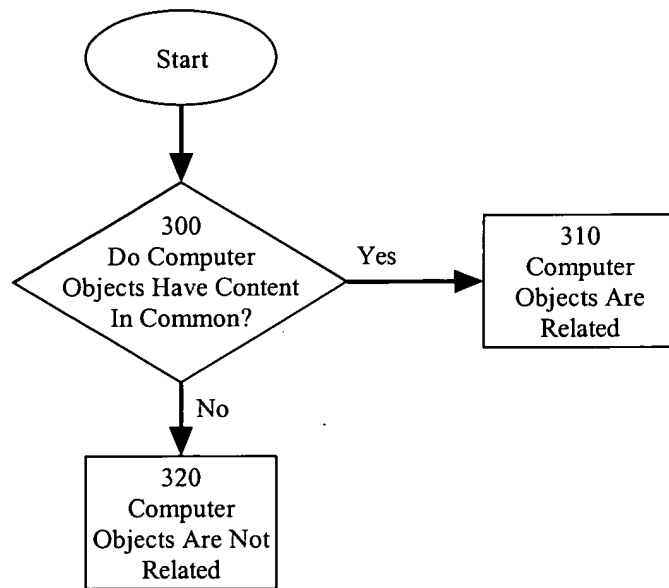 Start
300
Do Computer
Objects Have Content
In Common?
Yes
310
Computer
Objects Are
Related
No
320
Computer
Objects Are Not
Related